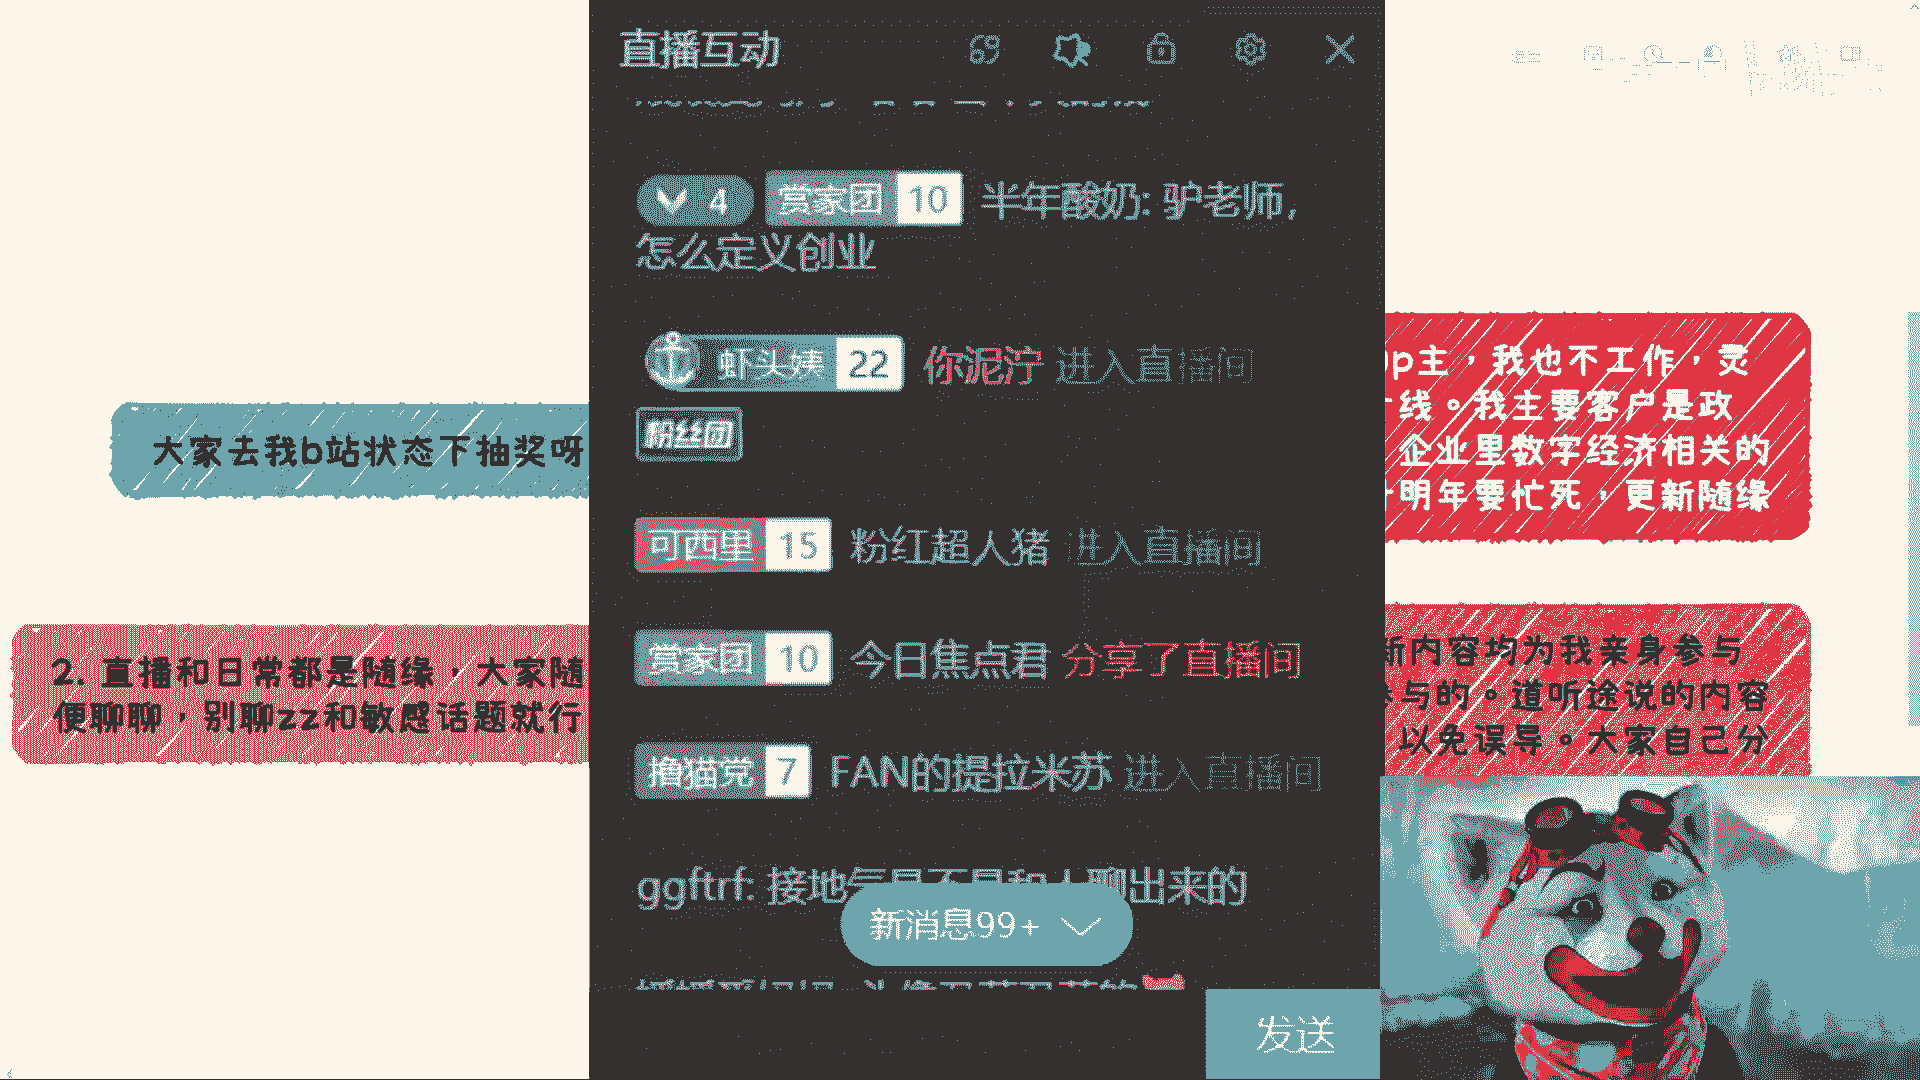 直播互动
4 赏家团 10 半年酸奶: 驴老师,
怎么定义创业
虾头姨 22 你泥泞 进入直播间
粉丝团
可西里 15 粉红超人猪 进入直播间
赏家团 10 今日焦点君 分享了直播间
撸猫党 7 FAN的提拉米苏 进入直播间
ggftrf: 接地气是不是和人聊出来的
新消息99+
发送
大家去我b站状态下抽奖呀
2. 直播和日常都是随缘，大家随
便聊聊，别聊zz和敏感话题就行
up主，我也不工作，灵
线。我主要客户是政
企业里数字经济相关的
明年要忙死，更新随缘
新内容均为我亲身参与
参与的。道听途说的内容
以免误导。大家自己分